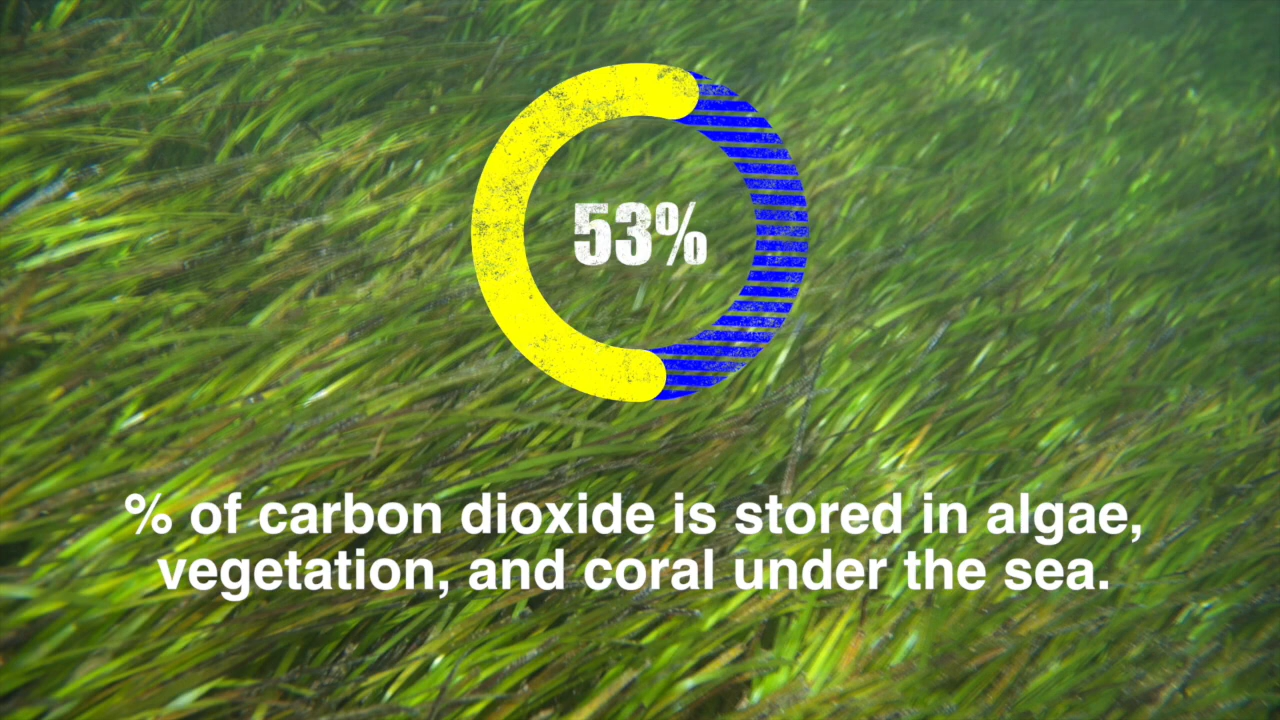 53%
% of carbon dioxide is stored in algae,
vegetation, and coral under the sea.